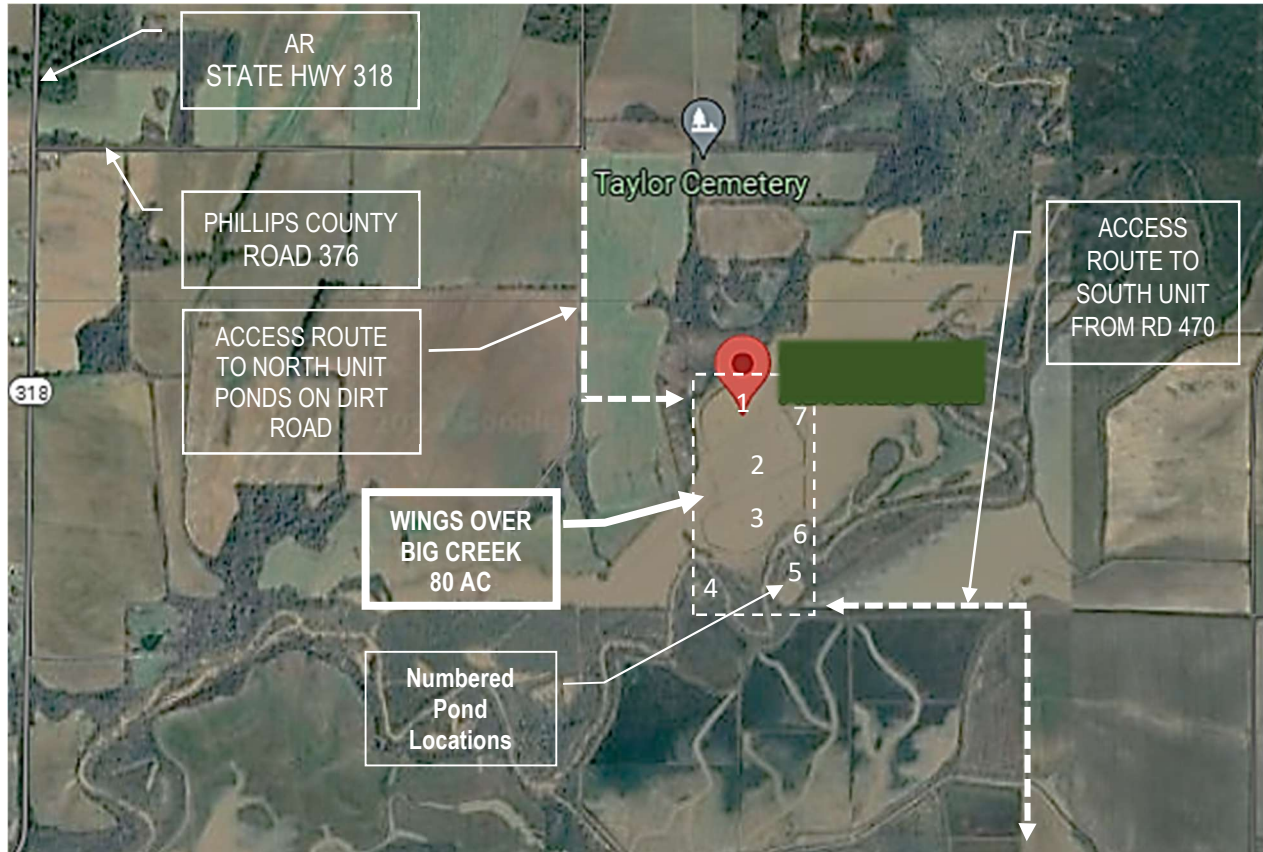 AR
STATE HWY 318
Taylor Cemetery
PHILLIPS COUNTY
ROAD 376
ACCESS
ROUTE TO
SOUTH UNIT
FROM RD 470
ACCESS ROUTE
TO NORTH UNIT
PONDS ON DIRT
ROAD
318
1
7
2
WINGS OVER
BIG CREEK
80 AC
3
6
5
4
Numbered
Pond
Locations